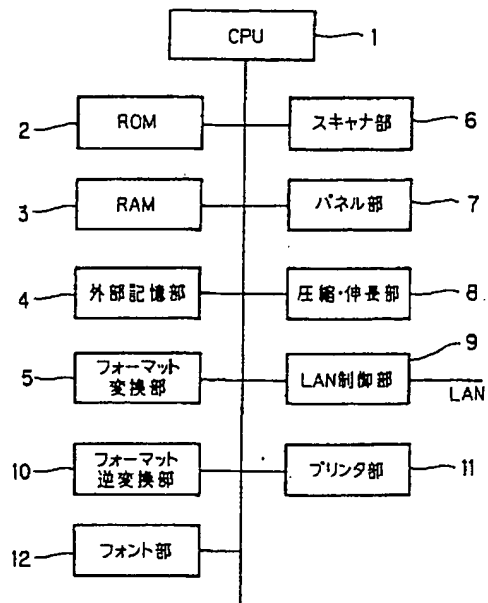 CPU
1
2
ROM
スキャナ部
6
3
RAM
パネル部
7
4
外部記憶部
圧縮・伸長部
8
9
5
フォーマット
変換部
LAN制御部
LAN
10
フォーマット
逆変換部
プリンタ部
11
12
フォント部